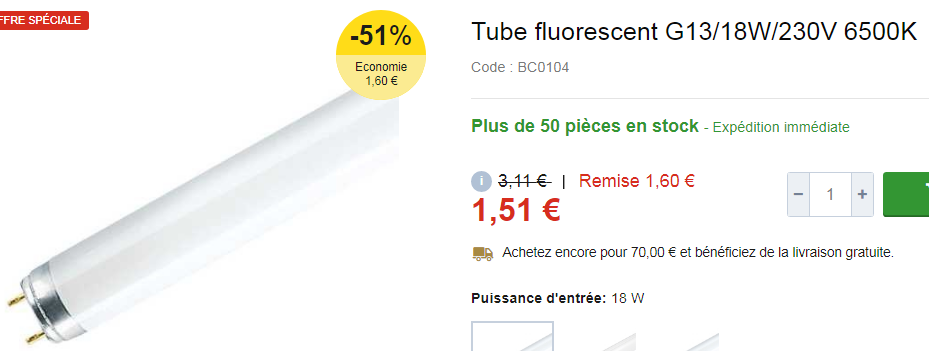 FFRE SPÉCIALE
-51%
Economie
1,60 €
Tube fluorescent G13/18W/230V 6500K
Code : BC0104
Plus de 50 pièces en stock - Expédition immédiate
i 3,11 € | Remise 1,60 €
1,51 €
− 1 +
Achetez encore pour 70,00 € et bénéficiez de la livraison gratuite.
Puissance d'entrée: 18 W